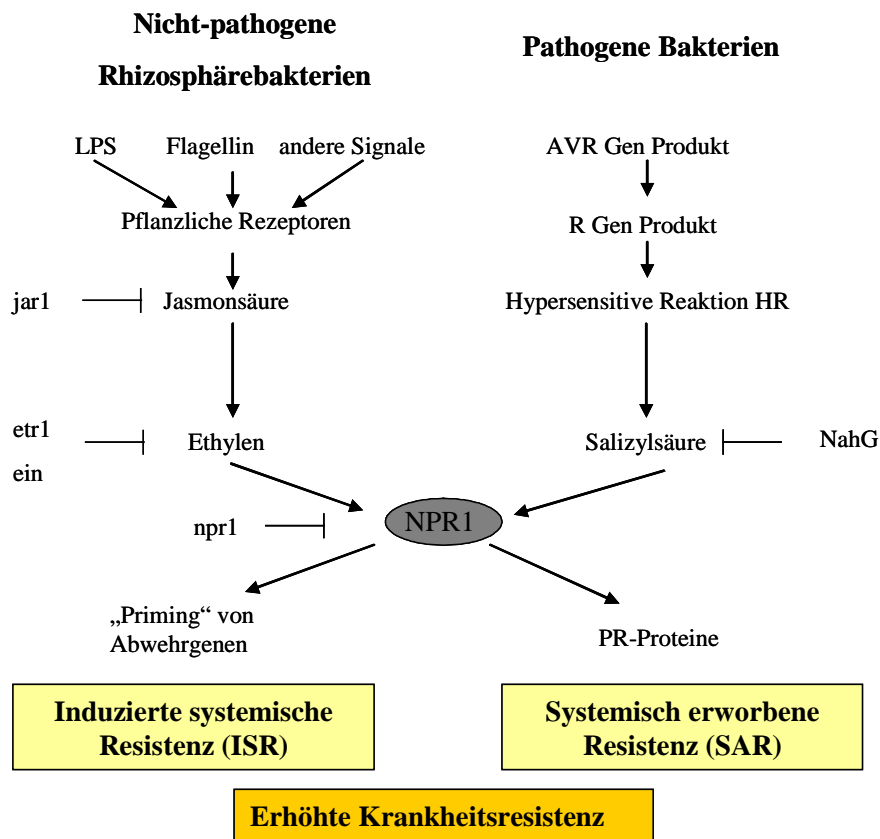 Nicht-pathogene
Rhizosphärebakterien
Pathogene Bakterien
LPS Flagellin andere Signale
AVR Gen Produkt
Pflanzliche Rezeptoren
R Gen Produkt
jar1
Jasmonsäure
Hypersensitive Reaktion HR
etr1
ein
Ethylen
Salizylsäure
NahG
npr1
NPR1
„Priming“ von
Abwehrgenen
PR-Proteine
Induzierte systemische
Resistenz (ISR)
Systemisch erworbene
Resistenz (SAR)
Erhöhte Krankheitsresistenz